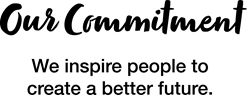 Our Commitment
We inspire people to
create a better future.